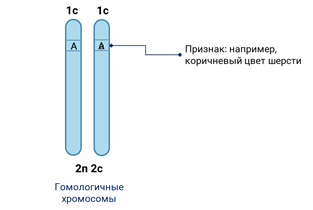 1c 1c
A A
Признак: например,
коричневый цвет шерсти
2n 2c
Гомологичные
хромосомы